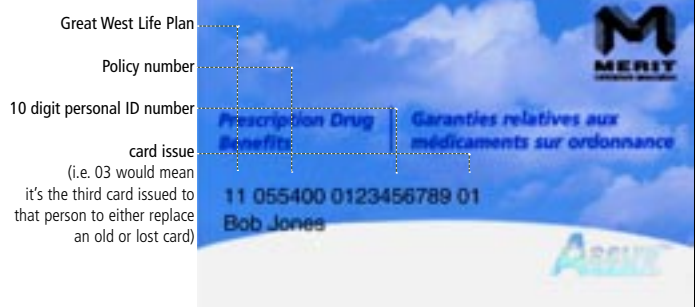 Great West Life Plan
Policy number
10 digit personal ID number
card issue
(i.e. 03 would mean
it's the third card issued to
that person to either replace
an old or lost card)
MERIT
Prescription Drug
Benefits
Garanties relatives aux
médicaments sur ordonnance
11 055400 0123456789 01
Bob Jones
Assure